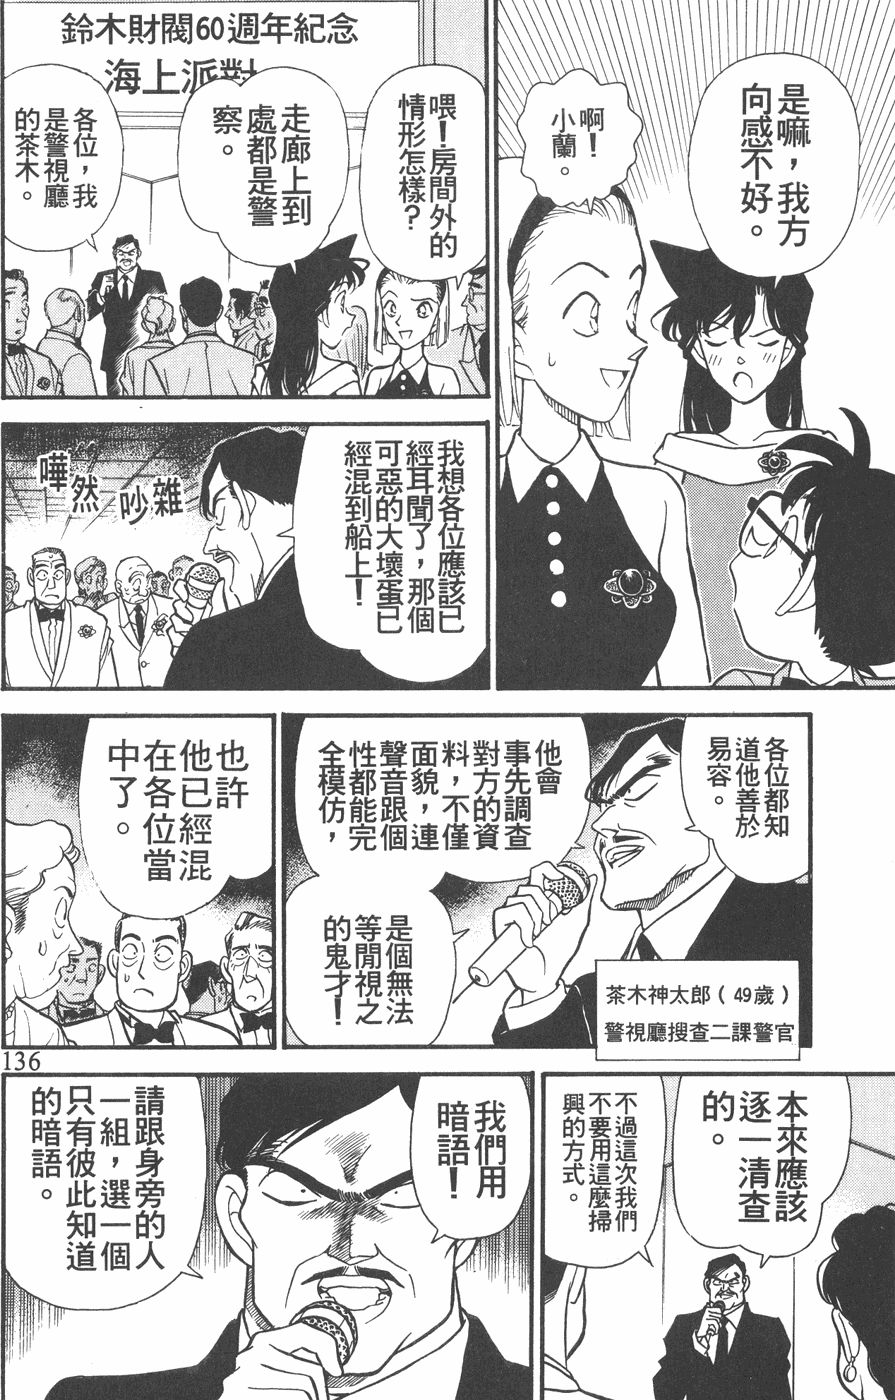 是嘛，我方
向感不好。
啊！
小蘭。
鈴木財閥60週年紀念
海上派對
喂！房間外的
情形怎樣？
走廊上到
處都是警
察。
各位，我
是警視廳
的茶木。
我想各位應該已
經耳聞了，那個
可惡的大壞蛋已
經混到船上！
嘩然
吵雜
各位都知
道他善於
易容。
他會
事先調查
對方的資
料，不僅
面貌，連
聲音跟個
性都能完
全模仿，
是個無法
等閒視之
的鬼才！
茶木神太郎（49歲）
警視廳搜查二課警官
也許
他已經混
在各位當
中了。
136
本來應該
逐一清查
的。
不過這次我們
不要用這麼掃
興的方式。
我們用
暗語！
請跟身旁的人
一組，選一個
只有彼此知道
的暗語。